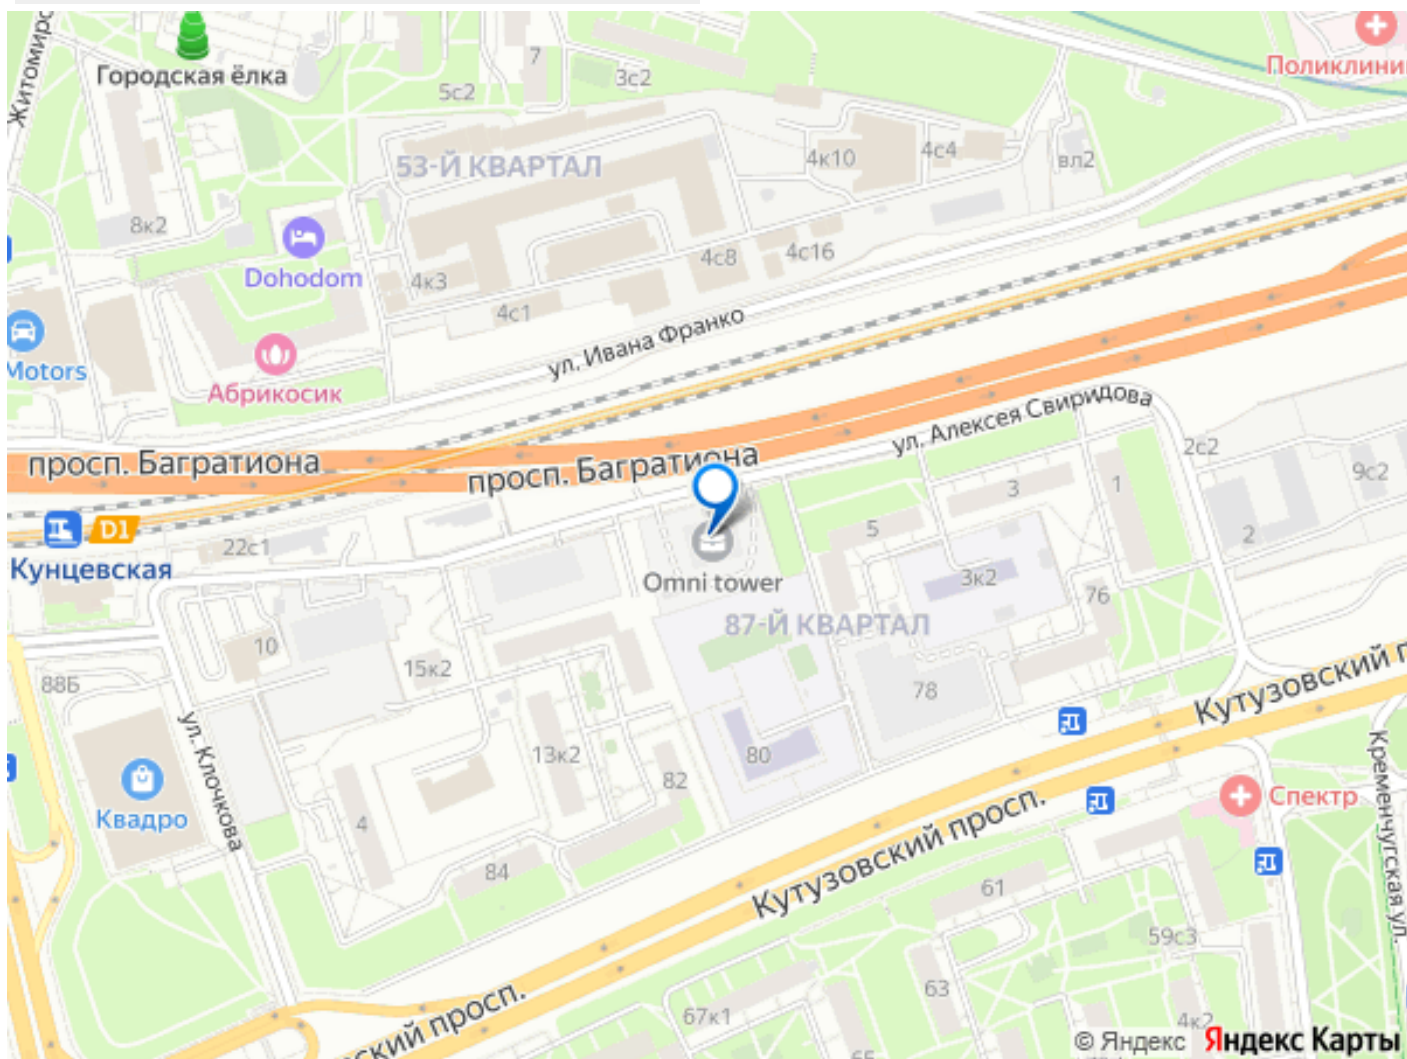 Житомирс
Городская ёлка
7
5с2
3с2
Поликлини
53-Й КВАРТАЛ
4к10
4с4
вл2
8к2
Dohodom
4к3
4с1
4с8
4с16
ул. Ивана Франко
Motors
Абрикосик
просп. Багратиона
просп. Багратиона
ул. Алексея Свиридова
2с2
9с2
1
3
5
2
D1
Кунцевская
22с1
Omni tower
3к2
76
87-Й КВАРТАЛ
10
15к2
88Б
78
Кутузовский п
ул. Клочкова
13к2
80
82
Квадро
4
84
Спектр
Кременчугская ул.
Кутузовский просп.
61
59с3
63
67к1
65
4к2
ский просп.
© Яндекс Яндекс Карты